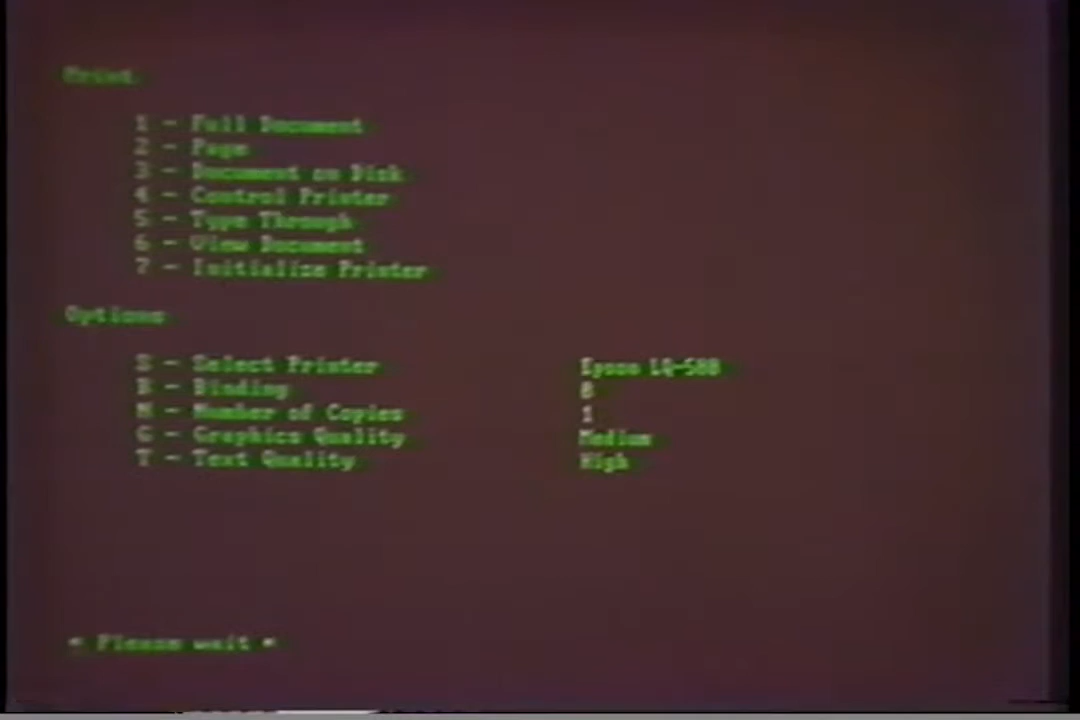 Print
1 - Full Document
2 - Page
3 - Document on Disk
4 - Control Printer
5 - Type Through
6 - View Document
7 - Initialize Printer
Options
S - Select Printer Epson LQ-500
B - Binding 0
N - Number of Copies 1
G - Graphics Quality Medium
T - Text Quality High
* Please wait *